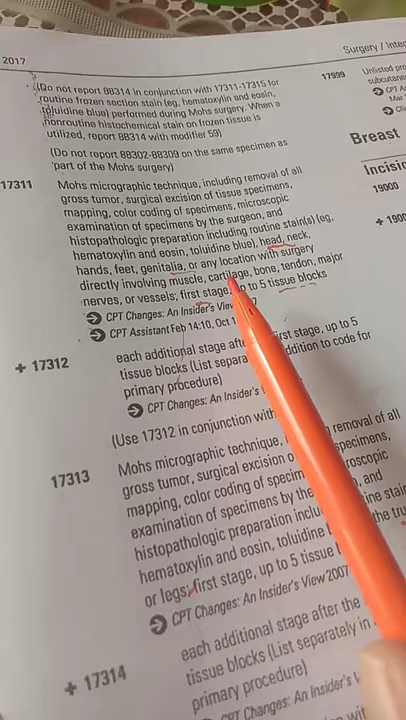 2017
Surgery / Inte
(Do not report 88314 in conjunction with 17311-17315 for
routine frozen section stain (eg, hematoxylin and eosin,
toluidine blue) performed during Mohs surgery. When a
nonroutine histochemical stain on frozen tissue is
utilized, report 88314 with modifier 59)
(Do not report 88302-88309 on the same specimen as
part of the Mohs surgery)
17311 Mohs micrographic technique, including removal of all
gross tumor, surgical excision of tissue specimens,
mapping, color coding of specimens, microscopic
examination of specimens by the surgeon, and
histopathologic preparation including routine stain(s) (eg,
hematoxylin and eosin, toluidine blue), head, neck,
hands, feet, genitalia, or any location with surgery
directly involving muscle, cartilage, bone, tendon, major
nerves, or vessels; first stage, up to 5 tissue blocks
CPT Changes: An Insider's View 7
CPT Assistant Feb 14:10, Oct 1
+ 17312 each additional stage after first stage, up to 5
tissue blocks (List separa addition to code for
primary procedure)
CPT Changes: An Insider's
(Use 17312 in conjunction with
17313 Mohs micrographic technique, removal of all
gross tumor, surgical excision o specimens,
mapping, color coding of specim roscopic
examination of specimens by the and
histopathologic preparation inclu ine stain
hematoxylin and eosin, toluidine the tru
or legs; first stage, up to 5 tissue
CPT Changes: An Insider's View 2007
+ 17314 each additional stage after the
tissue blocks (List separately in
primary procedure)
CPT Changes: An Insider's V
17999 Unlisted pro
subcutane
CPT A
Mar
Breast
Incisio
19000
+ 1900